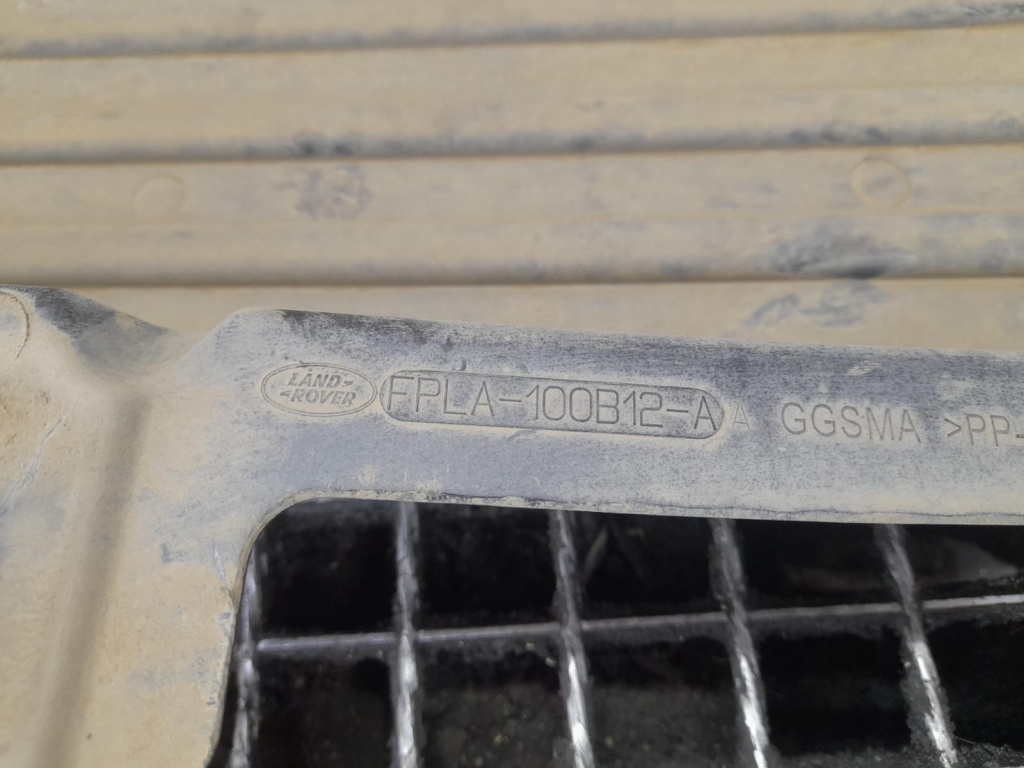 LAND-
-ROVER
FPLA-100B12-A A GGSMA >PP-